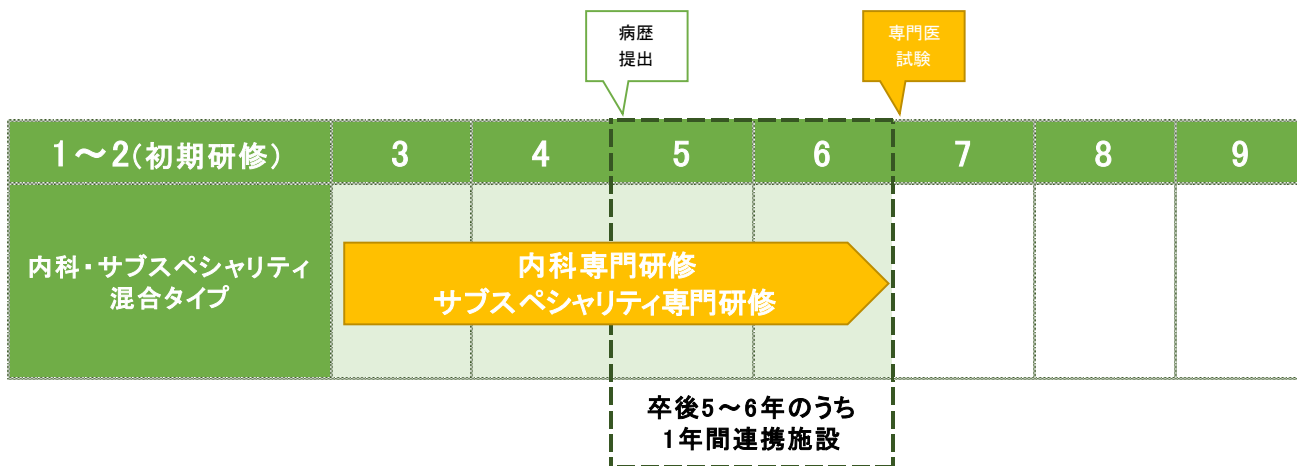 病歴
提出
専門医
試験
1～2(初期研修) 3 4 5 6 7 8 9
内科・サブスペシャリティ
混合タイプ
内科専門研修
サブスペシャリティ専門研修
卒後5～6年のうち
1年間連携施設